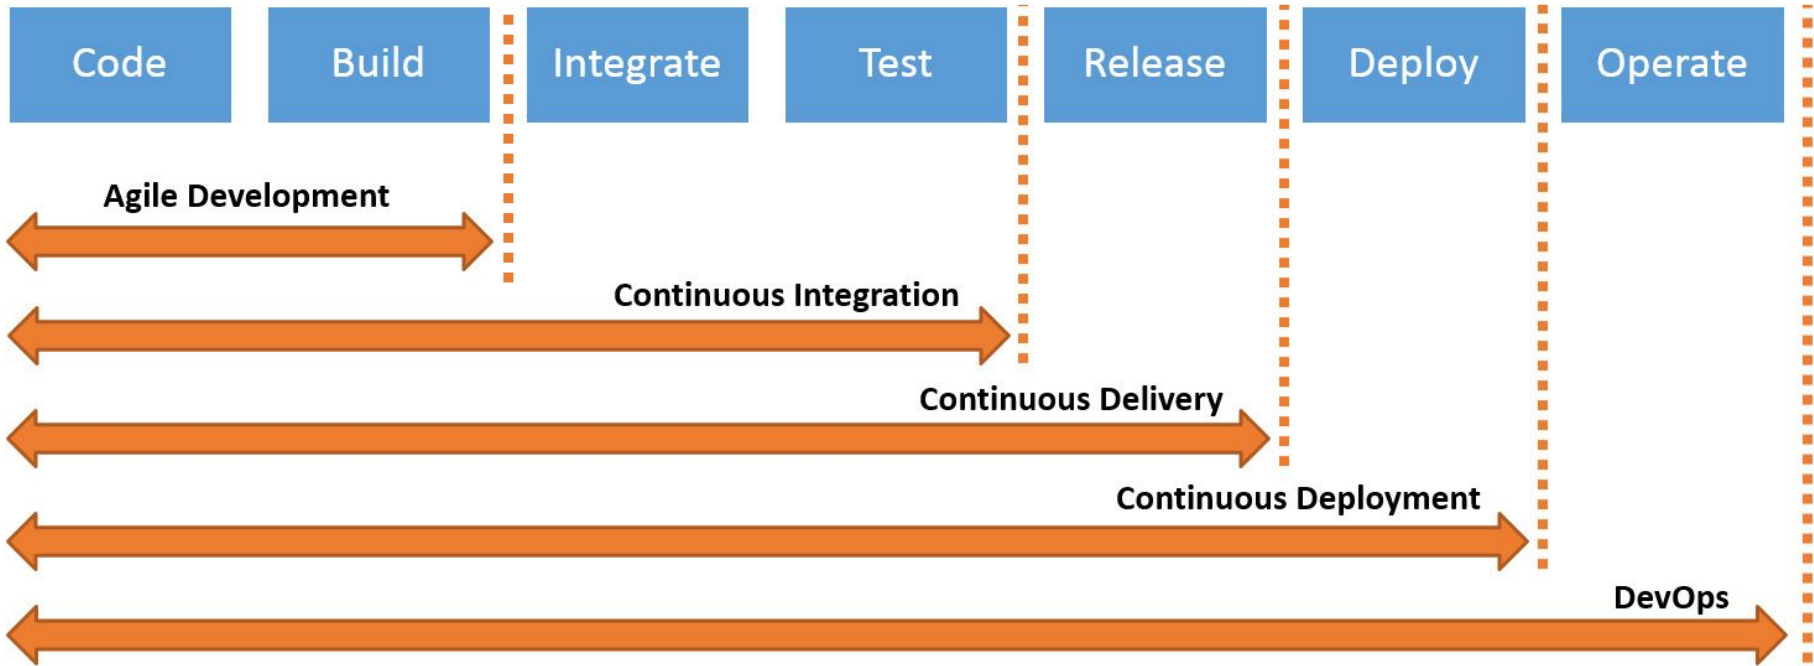 Code
Build
Integrate
Test
Release
Deploy
Operate
Agile Development
Continuous Integration
Continuous Delivery
Continuous Deployment
DevOps